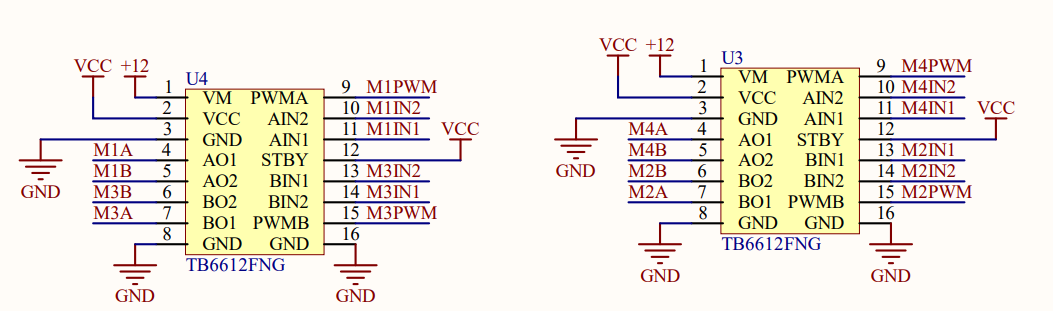 VCC +12
U4
1 VM PWMA 9 M1PWM
2 VCC AIN2 10 M1IN2
3 GND AIN1 11 M1IN1
VCC
M1A 4 AO1 STBY 12
M1B 5 AO2 BIN1 13 M3IN2
M3B 6 BO2 BIN2 14 M3IN1
M3A 7 BO1 PWMB 15 M3PWM
8 GND GND 16
GND
TB6612FNG
GND
GND
VCC +12
U3
1 VM PWMA 9 M4PWM
2 VCC AIN2 10 M4IN2
3 GND AIN1 11 M4IN1
VCC
M4A 4 AO1 STBY 12
M4B 5 AO2 BIN1 13 M2IN1
M2B 6 BO2 BIN2 14 M2IN2
M2A 7 BO1 PWMB 15 M2PWM
8 GND GND 16
GND
TB6612FNG
GND
GND